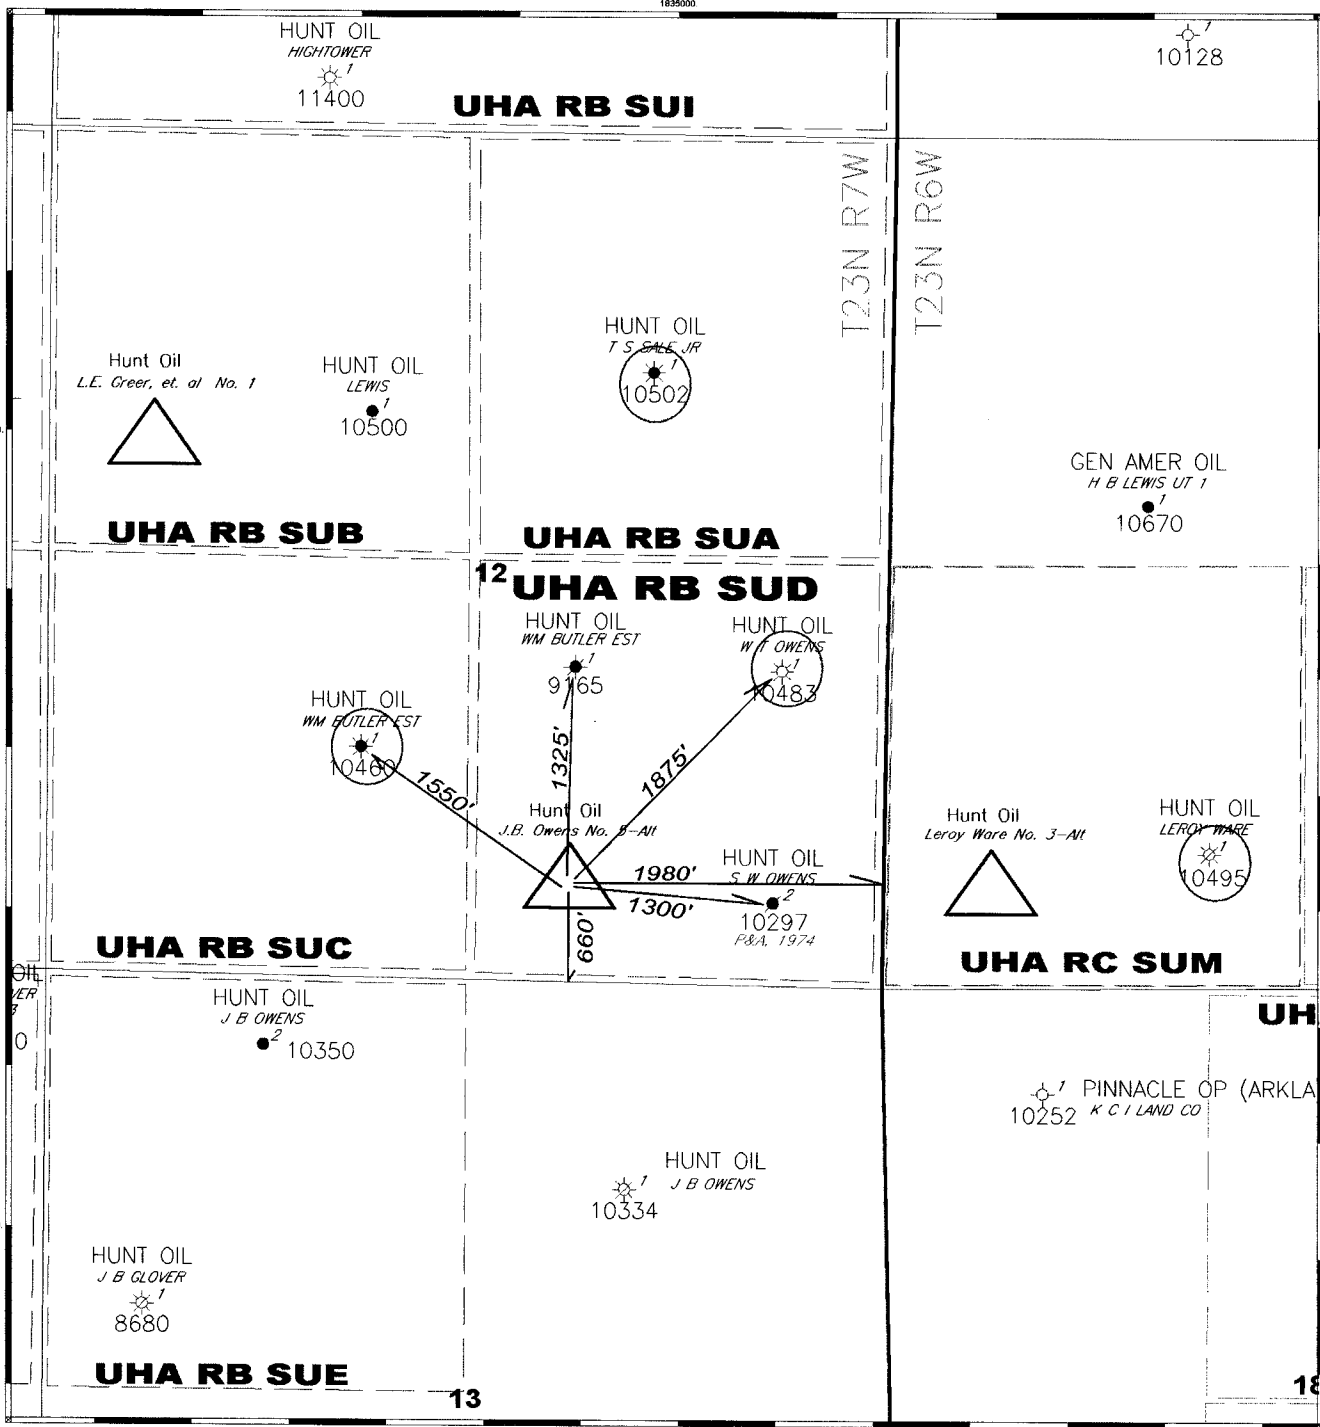 1835000.
HUNT OIL
HIGHTOWER
1
11400
UHA RB SUI
1
10128
T23N R7W
T23N R6W
HUNT OIL
T S SALE JR
1
10502
Hunt Oil
L.E. Greer, et. al No. 1
HUNT OIL
LEWIS
1
10500
GEN AMER OIL
H B LEWIS UT 1
1
10670
UHA RB SUB
UHA RB SUA
12
UHA RB SUD
HUNT OIL
WM BUTLER EST
1
9165
HUNT OIL
W T OWENS
1
10483
HUNT OIL
WM BUTLER EST
1
10460
1550'
1325'
1875'
Hunt Oil
J.B. Owens No. 5-Alt
Hunt Oil
Leroy Ware No. 3-Alt
HUNT OIL
LEROY WARE
1
10495
HUNT OIL
S W OWENS
2
10297
P&A, 1974
1980'
1300'
660'
UHA RB SUC
UHA RC SUM
OIL
VER
3
0
HUNT OIL
J B OWENS
2
10350
UH
1
PINNACLE OP (ARKLA
10252
K C I LAND CO
HUNT OIL
J B OWENS
1
10334
HUNT OIL
J B GLOVER
1
8680
UHA RB SUE
13
18